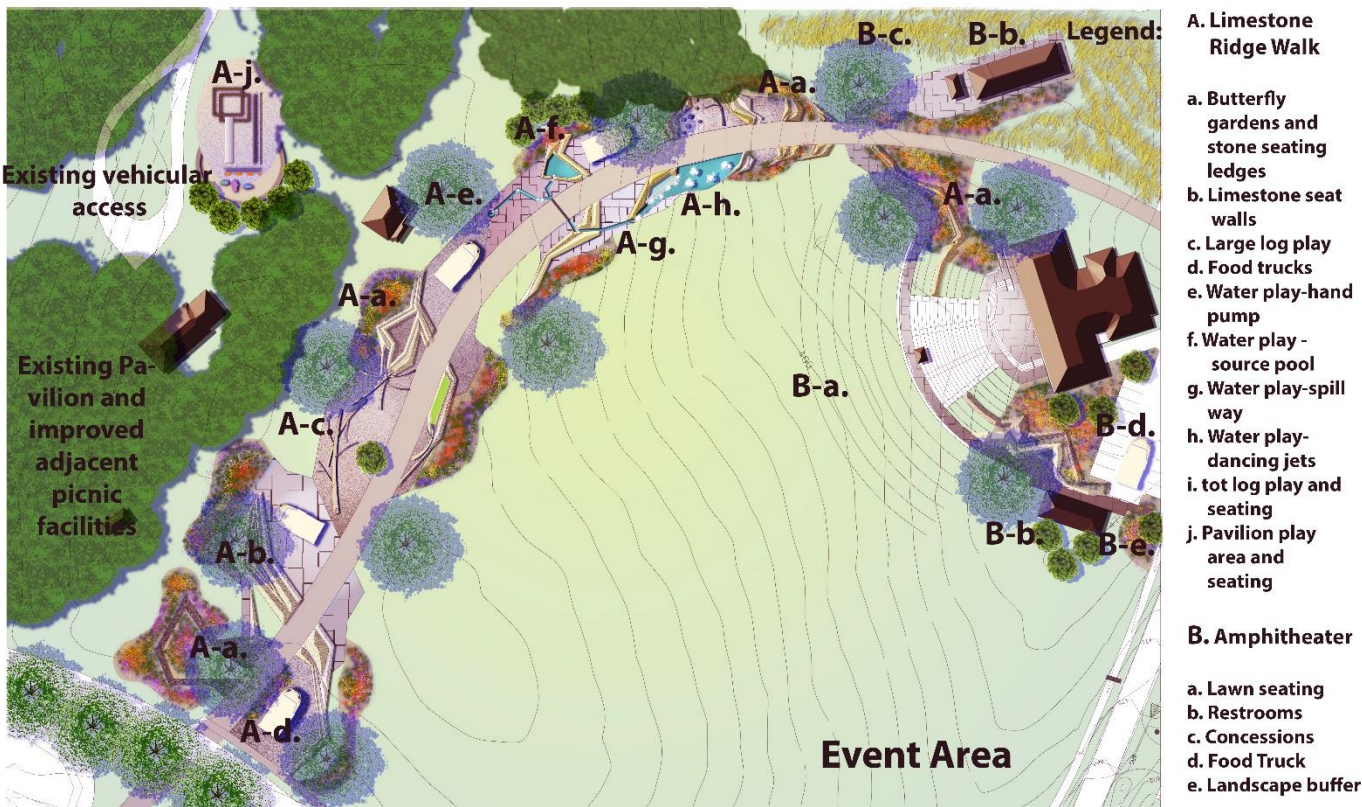 A-j.
Existing vehicular
access
A-e.
A-f.
A-a.
B-c.
B-b.
A-h.
A-g.
A-a.
A-a.
A-c.
Existing Pa-
vilion and
improved
adjacent
picnic
facilities
A-b.
A-a.
A-d.
B-a.
B-d.
B-b.
B-e.
Event Area
Legend:
A. Limestone
Ridge Walk
a. Butterfly
gardens and
stone seating
ledges
b. Limestone seat
walls
c. Large log play
d. Food trucks
e. Water play-hand
pump
f. Water play -
source pool
g. Water play-spill
way
h. Water play-
dancing jets
i. tot log play and
seating
j. Pavilion play
area and
seating
B. Amphitheater
a. Lawn seating
b. Restrooms
c. Concessions
d. Food Truck
e. Landscape buffer